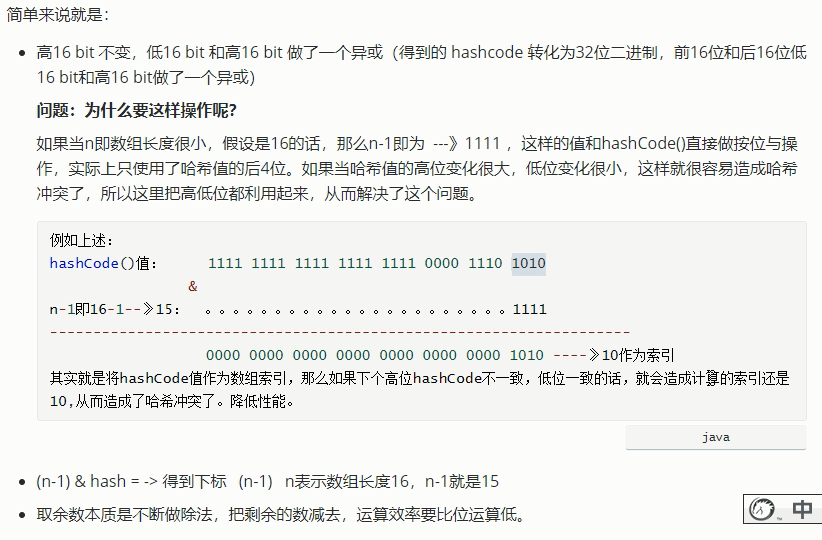 简单来说就是：
高16 bit 不变，低16 bit 和高16 bit 做了一个异或（得到的 hashcode 转化为32位二进制，前16位和后16位低
16 bit和高16 bit做了一个异或）
问题：为什么要这样操作呢？
如果当n即数组长度很小，假设是16的话，那么n-1即为 ---》1111 ，这样的值和hashCode()直接做按位与操
作，实际上只使用了哈希值的后4位。如果当哈希值的高位变化很大，低位变化很小，这样就很容易造成哈希
冲突了，所以这里把高低位都利用起来，从而解决了这个问题。
例如上述：
hashCode()值： 1111 1111 1111 1111 1111 0000 1110 1010
&
n-1即16-1--》15： 。。。。。。。。。。。。。。。。。。。。。。1111
-------------------------------------------------------------------
0000 0000 0000 0000 0000 0000 0000 1010 ----》10作为索引
其实就是将hashCode值作为数组索引，那么如果下个高位hashCode不一致，低位一致的话，就会造成计算的索引还是
10,从而造成了哈希冲突了。降低性能。
java
(n-1) & hash = -> 得到下标 (n-1) n表示数组长度16，n-1就是15
取余数本质是不断做除法，把剩余的数减去，运算效率要比位运算低。
中